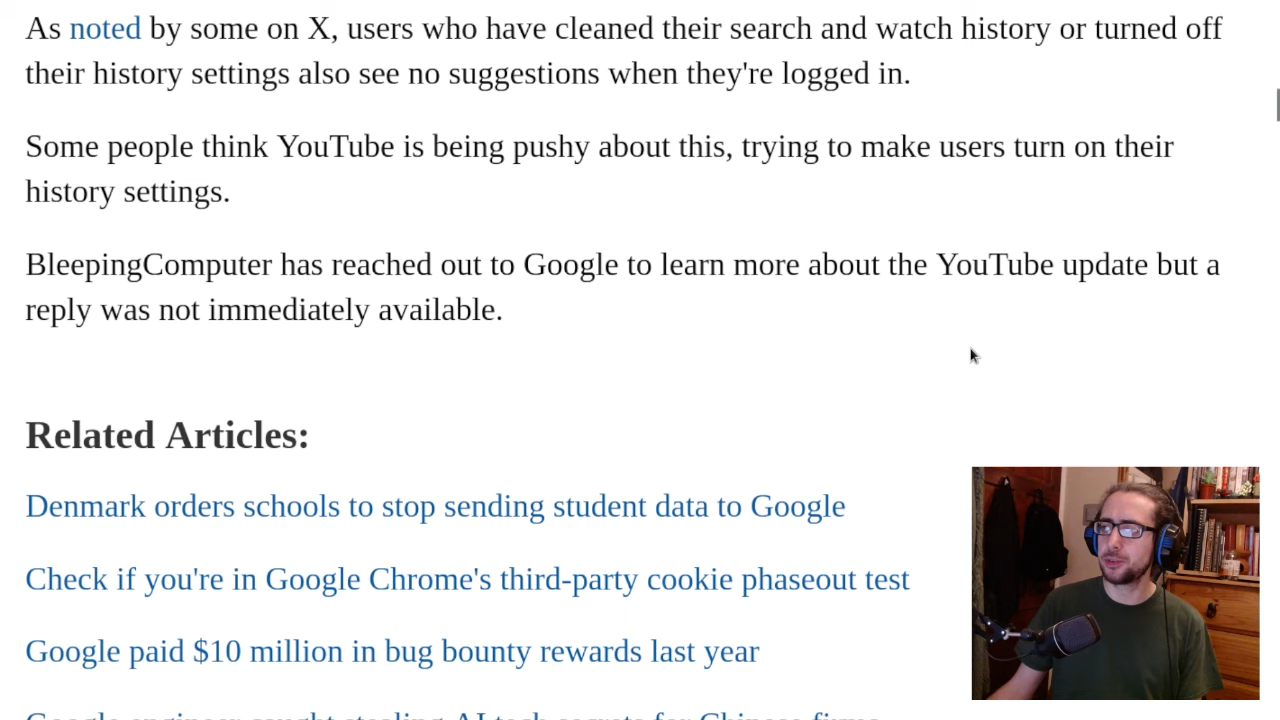 As noted by some on X, users who have cleaned their search and watch history or turned off
their history settings also see no suggestions when they're logged in.
Some people think YouTube is being pushy about this, trying to make users turn on their
history settings.
BleepingComputer has reached out to Google to learn more about the YouTube update but a
reply was not immediately available.
Related Articles:
Denmark orders schools to stop sending student data to Google
Check if you're in Google Chrome's third-party cookie phaseout test
Google paid $10 million in bug bounty rewards last year
Google engineer caught stealing AI tech secrets for Chinese firms